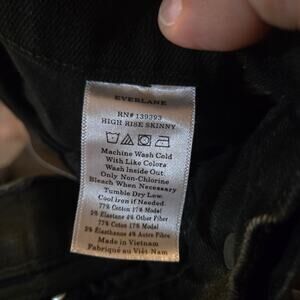 EVERLANE
RN# 139393
HIGH RISE SKINNY
Machine Wash Cold
With Like Colors
Wash Inside Out
Only Non-Chlorine
Bleach When Necessary
Tumble Dry Low.
Cool iron if Needed.
77% Cotton 17% Modal
2% Elastane 4% Other Fiber
77% Cotton 17% Modal
2% Élasthanne 4% Autre Fibre
Made in Vietnam
Fabriqué au Viêt Nam